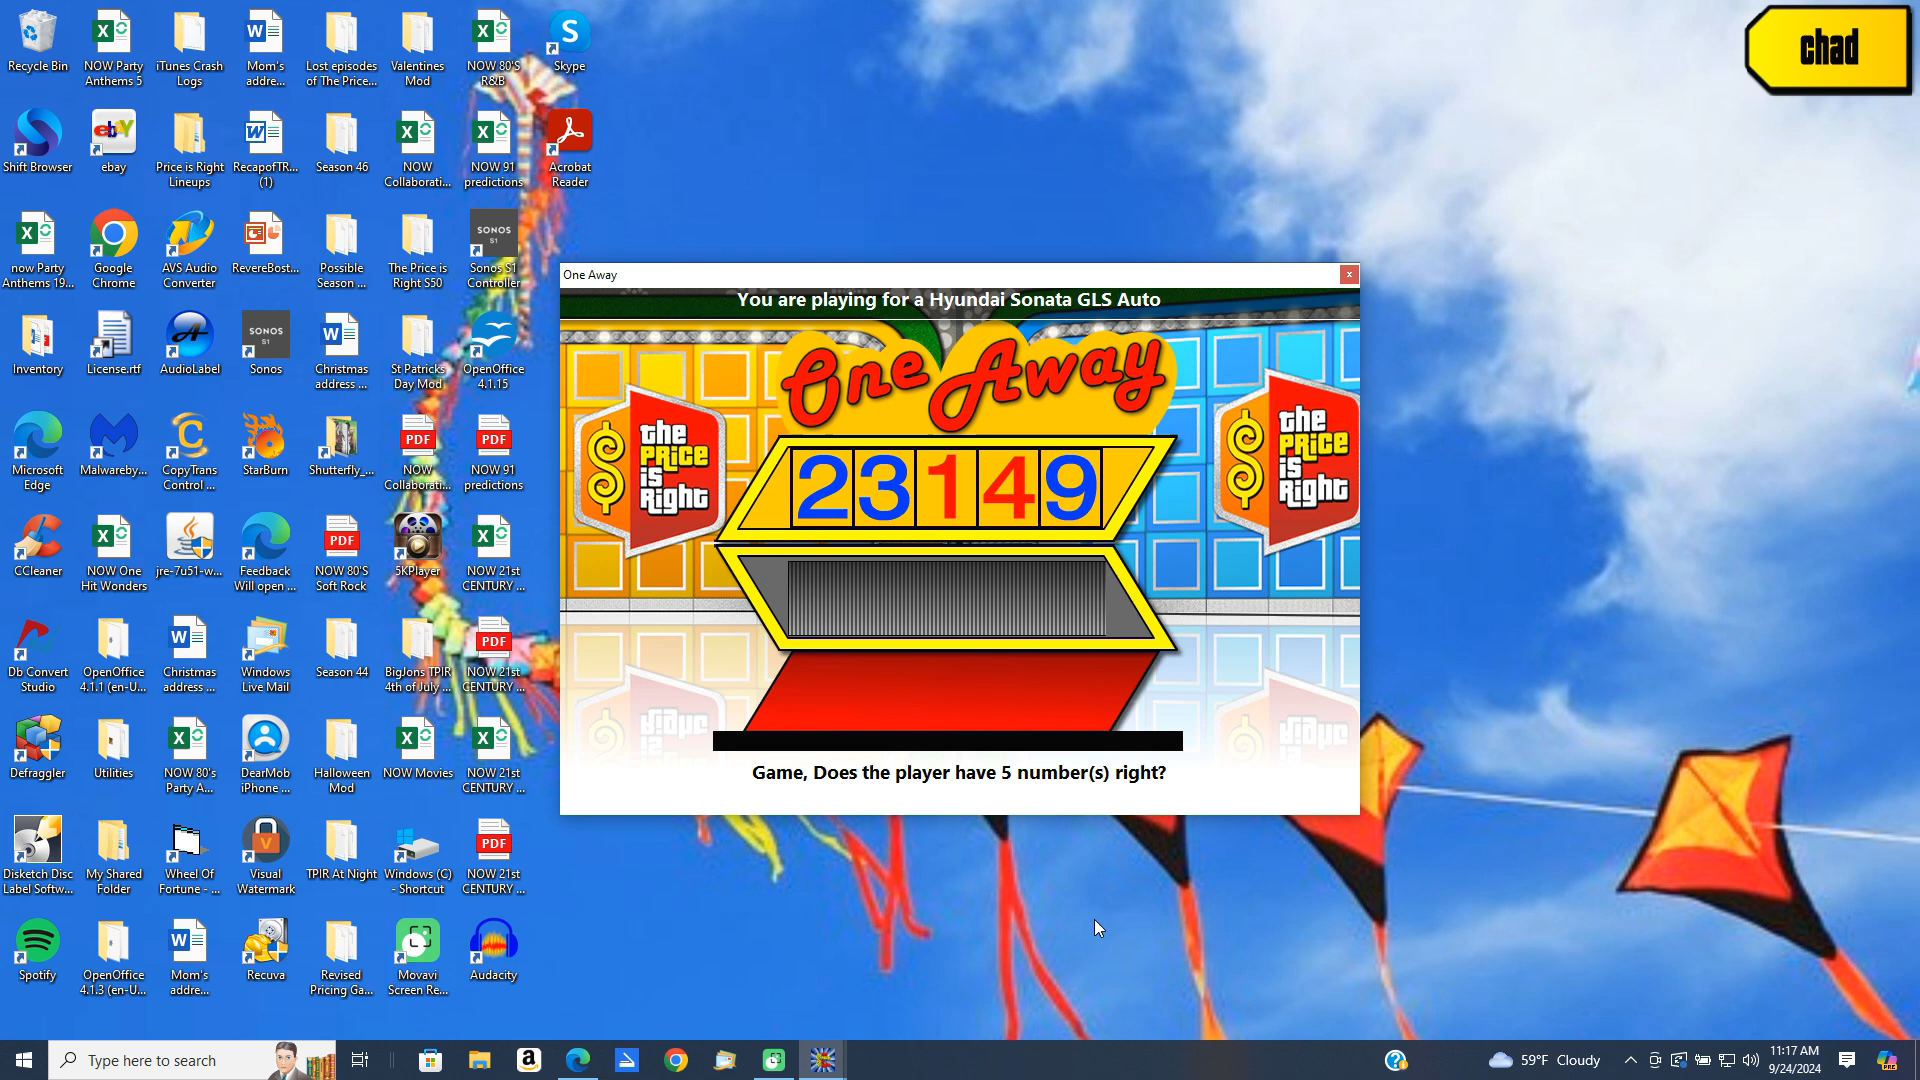 Recycle Bin
NOW Party
Anthems 5
iTunes Crash
Logs
Mom's
addre...
Lost episodes
of The Price...
Valentines
Mod
NOW 80'S
R&B
Skype
Shift Browser
ebay
Price is Right
Lineups
RecapofTR...
(1)
Season 46
NOW
Collaborati...
NOW 91
predictions
Acrobat
Reader
now Party
Anthems 19...
Google
Chrome
AVS Audio
Converter
RevereBost...
Possible
Season ...
The Price is
Right S50
SONOS
S1
Sonos S1
Controller
Inventory
License.rtf
AudioLabel
SONOS
S1
Sonos
Christmas
address ...
St Patricks
Day Mod
OpenOffice
4.1.15
Microsoft
Edge
Malwareby...
CopyTrans
Control ...
StarBurn
Shutterfly_...
PDF
NOW
Collaborati...
PDF
NOW 91
predictions
CCleaner
NOW One
Hit Wonders
jre-7u51-w...
Feedback
Will open ...
PDF
NOW 80'S
Soft Rock
5KPlayer
NOW 21st
CENTURY ...
Db Convert
Studio
OpenOffice
4.1.1 (en-U...
Christmas
address ...
Windows
Live Mail
Season 44
BigJons TPIR
4th of July ...
PDF
NOW 21st
CENTURY ...
Defraggler
Utilities
NOW 80's
Party A...
DearMob
iPhone ...
Halloween
Mod
NOW Movies
NOW 21st
CENTURY ...
Disketch Disc
Label Softw...
My Shared
Folder
Wheel Of
Fortune - ...
Visual
Watermark
TPIR At Night
Windows (C)
- Shortcut
PDF
NOW 21st
CENTURY ...
Spotify
OpenOffice
4.1.3 (en-U...
Mom's
addre...
Recuva
Revised
Pricing Ga...
Movavi
Screen Re...
Audacity
chad
One Away
You are playing for a Hyundai Sonata GLS Auto
One Away
the
PRICE
is
Right
23149
the
PRICE
is
Right
Game, Does the player have 5 number(s) right?
Type here to search
59°F Cloudy
11:17 AM
9/24/2024